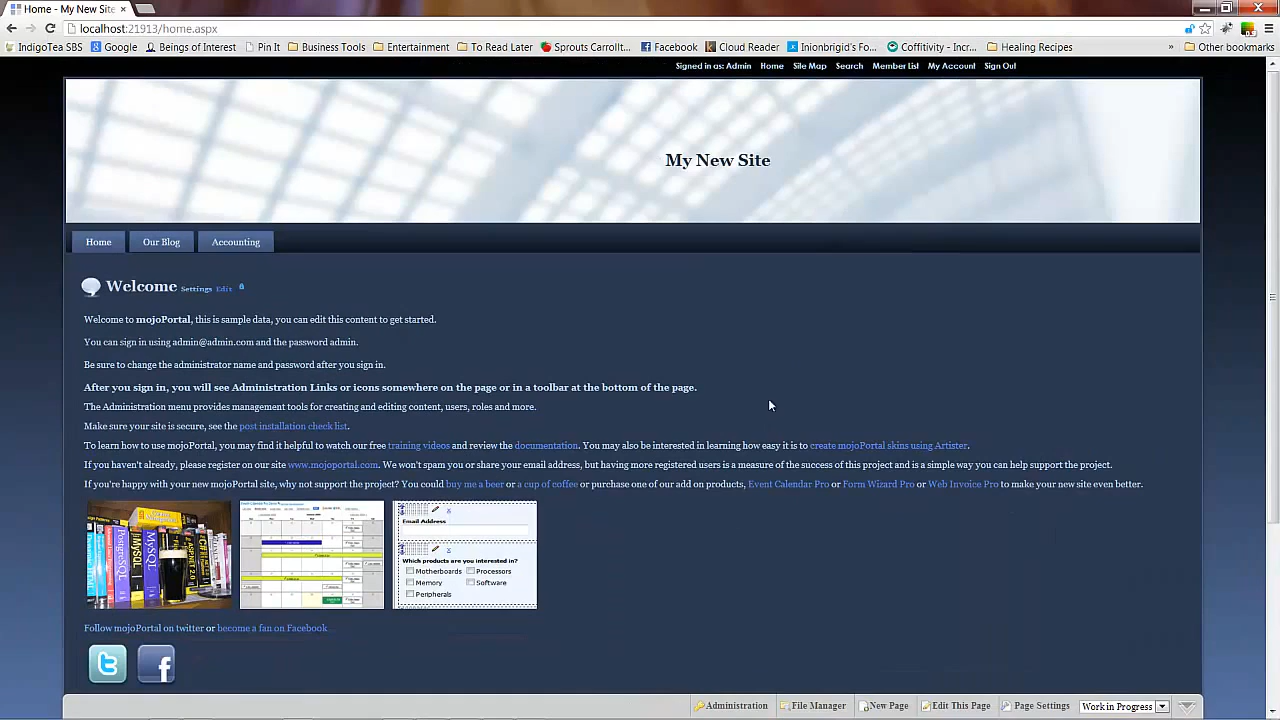 Home - My New Site
localhost:21913/home.aspx
IndigoTea SBS Google Beings of Interest Pin It Business Tools Entertainment To Read Later Sprouts Carrollt... Facebook Cloud Reader Inionbrigid's Fo... Coffitivity - Incr... Healing Recipes » Other bookmarks
Signed in as: Admin Home Site Map Search Member List My Account Sign Out
My New Site
Home Our Blog Accounting
Welcome Settings Edit
Welcome to mojoPortal, this is sample data, you can edit this content to get started.
You can sign in using admin@admin.com and the password admin.
Be sure to change the administrator name and password after you sign in.
After you sign in, you will see Administration Links or icons somewhere on the page or in a toolbar at the bottom of the page.
The Administration menu provides management tools for creating and editing content, users, roles and more.
Make sure your site is secure, see the post installation check list.
To learn how to use mojoPortal, you may find it helpful to watch our free training videos and review the documentation. You may also be interested in learning how easy it is to create mojoPortal skins using Artister.
If you haven't already, please register on our site www.mojoportal.com. We won't spam you or share your email address, but having more registered users is a measure of the success of this project and is a simple way you can help support the project.
If you're happy with your new mojoPortal site, why not support the project? You could buy me a beer or a cup of coffee or purchase one of our add on products, Event Calendar Pro or Form Wizard Pro or Web Invoice Pro to make your new site even better.
MySQL
Email Address
Which products are you interested in?
Motherboards Processors
Memory Software
Peripherals
Follow mojoPortal on twitter or become a fan on Facebook
Administration File Manager New Page Edit This Page Page Settings Work in Progress